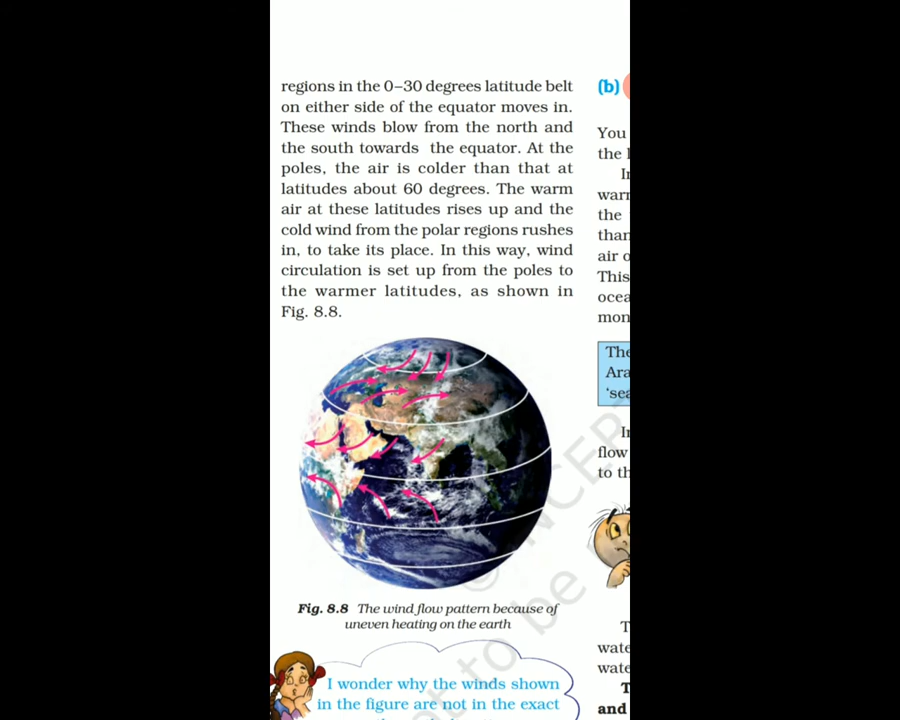 regions in the 0–30 degrees latitude belt
on either side of the equator moves in.
These winds blow from the north and
the south towards the equator. At the
poles, the air is colder than that at
latitudes about 60 degrees. The warm
air at these latitudes rises up and the
cold wind from the polar regions rushes
in, to take its place. In this way, wind
circulation is set up from the poles to
the warmer latitudes, as shown in
Fig. 8.8.
Fig. 8.8 The wind flow pattern because of
uneven heating on the earth
I wonder why the winds shown
in the figure are not in the exact
(b)
You
the
In
warm
the
than
air o
This
ocea
mon
The
Ara
‘sea
In
flow
to th
T
wate
wate
T
and